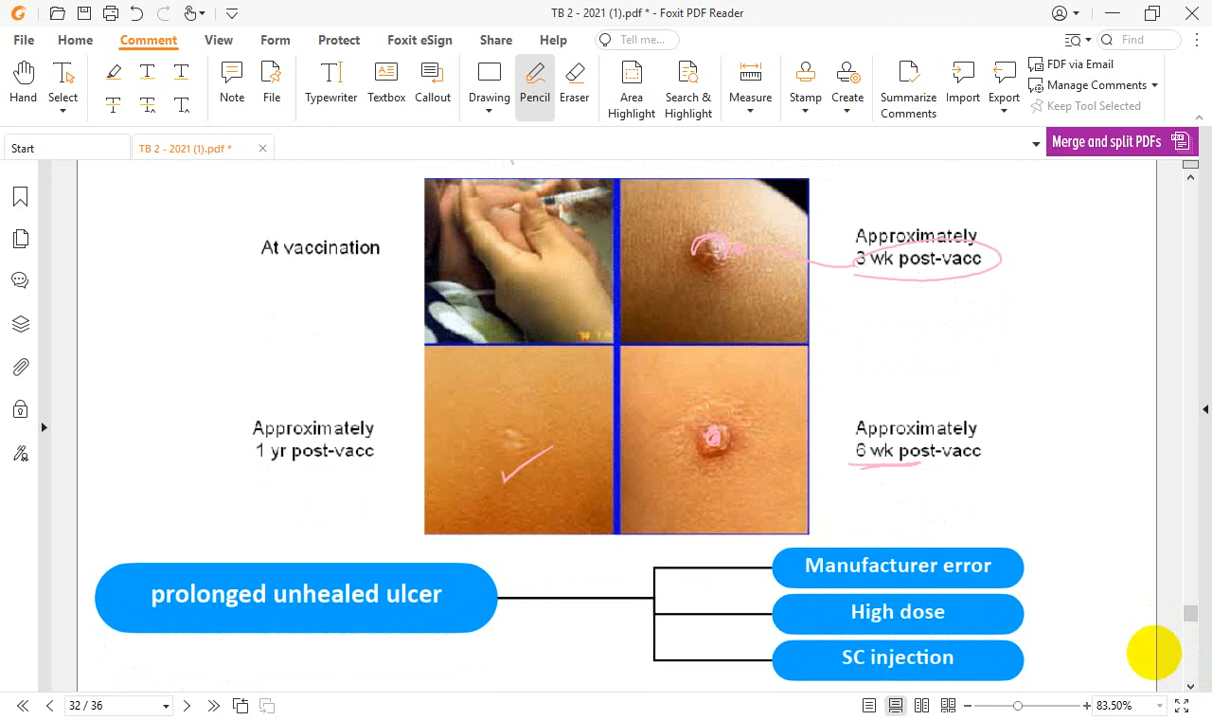 TB 2 - 2021 (1).pdf * - Foxit PDF Reader
File Home Comment View Form Protect Foxit eSign Share Help Tell me... Find
Hand Select Note File Typewriter Textbox Callout Drawing Pencil Eraser Area Highlight Search & Highlight Measure Stamp Create Summarize Comments Import Export
PDF via Email
Manage Comments
Keep Tool Selected
Start TB 2 - 2021 (1).pdf *
Merge and split PDFs
At vaccination
Approximately
3 wk post-vacc
Approximately
1 yr post-vacc
Approximately
6 wk post-vacc
prolonged unhealed ulcer
Manufacturer error
High dose
SC injection
32 / 36
83.50%